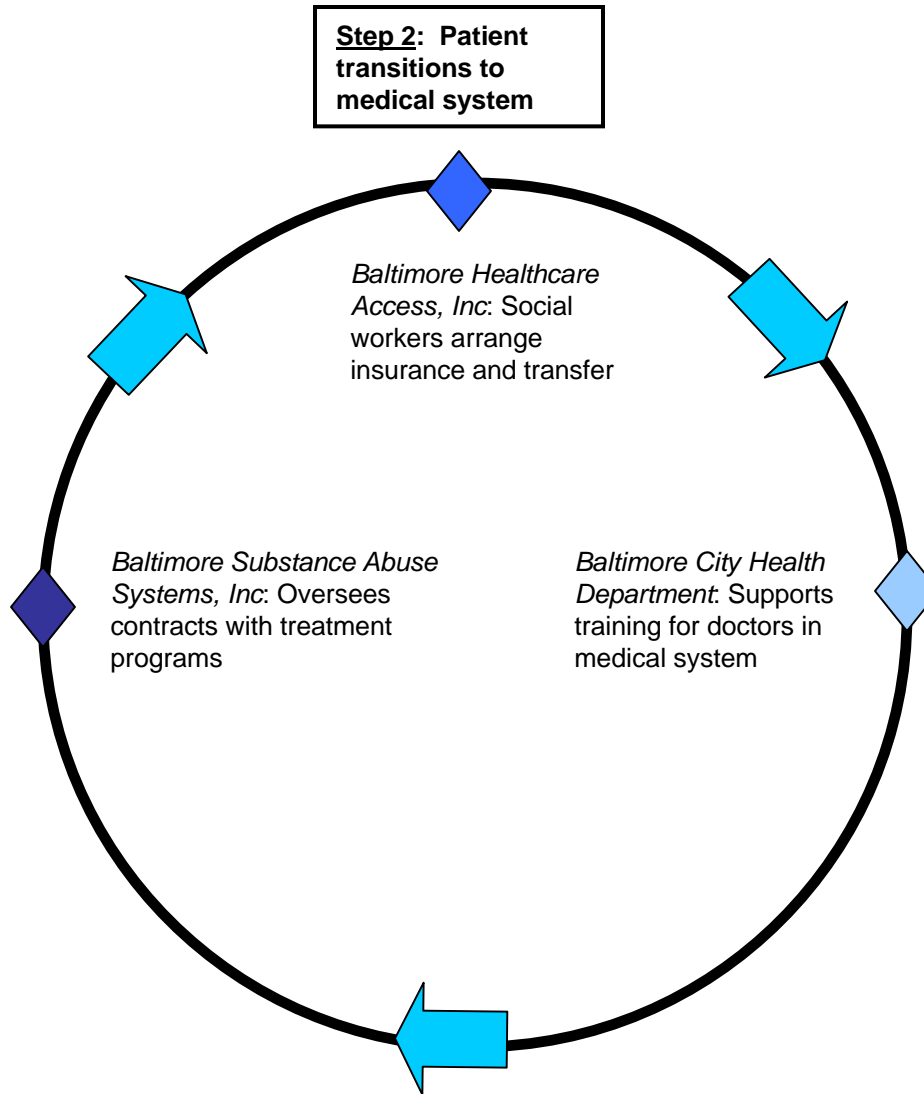 Step 2: Patient
transitions to
medical system
Baltimore Healthcare
Access, Inc: Social
workers arrange
insurance and transfer
Baltimore Substance Abuse
Systems, Inc: Oversees
contracts with treatment
programs
Baltimore City Health
Department: Supports
training for doctors in
medical system